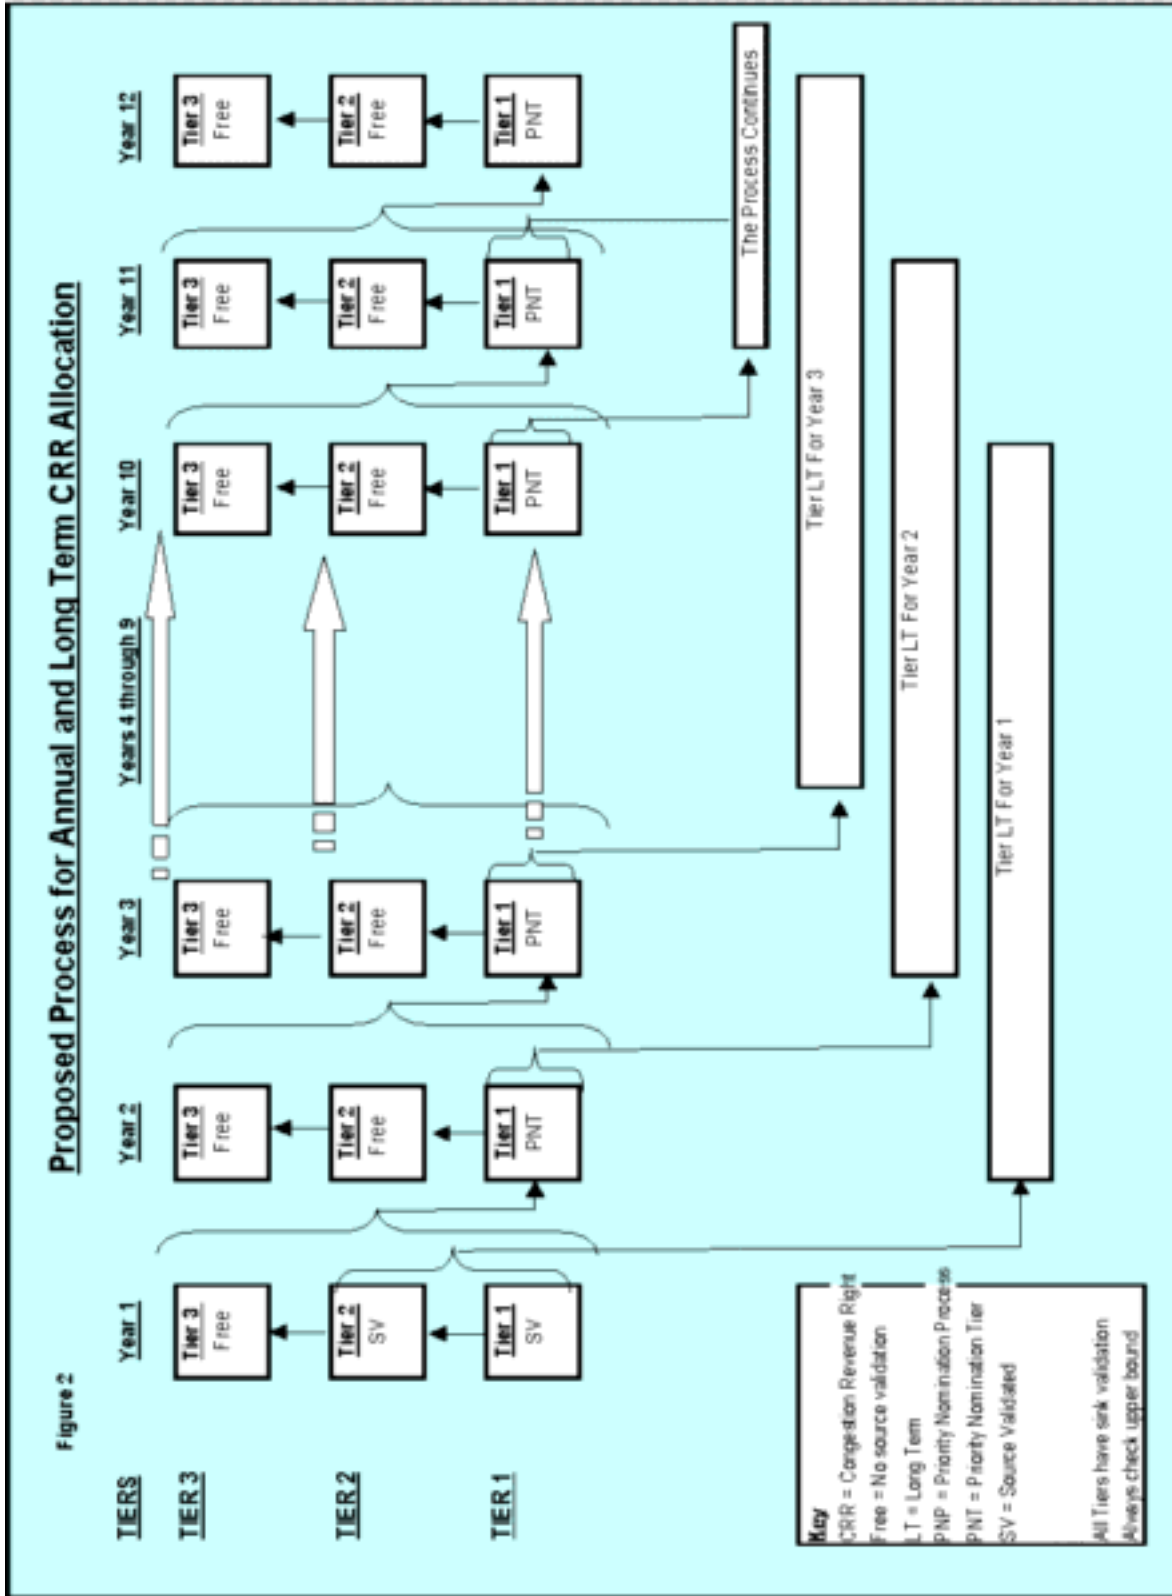 Figure 2
Proposed Process for Annual and Long Term CRR Allocation
TIERS
Year 1
Year 2
Year 3
Years 4 through 9
Year 10
Year 11
Year 12
TIER 3
Tier 3
Free
Tier 3
Free
Tier 3
Free
Tier 3
Free
Tier 3
Free
Tier 3
Free
TIER 2
Tier 2
SV
Tier 2
Free
Tier 2
Free
Tier 2
Free
Tier 2
Free
Tier 2
Free
TIER 1
Tier 1
SV
Tier 1
PNT
Tier 1
PNT
Tier 1
PNT
Tier 1
PNT
Tier 1
PNT
The Process Continues
Tier LT For Year 3
Tier LT For Year 2
Tier LT For Year 1
Key
CRR = Congestion Revenue Right
Free = No source validation
LT = Long Term
PNP = Priority Nomination Process
PNT = Priority Nomination Tier
SV = Source Validated
All Tiers have sink validation
Always check upper bound